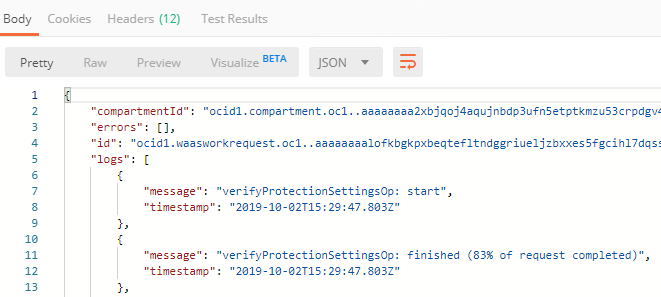 Body Cookies Headers (12) Test Results
Pretty Raw Preview Visualize BETA JSON
1 {
2 "compartmentId": "ocid1.compartment.oc1..aaaaaaaa2xbjqoj4aqujnbdp3ufn5etptkmzu53crpdgv4
3 "errors": [],
4 "id": "ocid1.waasworkrequest.oc1..aaaaaaaalofkbgkpxbeqtefltndggriueljzbxxes5fgcihl7dqss
5 "logs": [
6 {
7 "message": "verifyProtectionSettingsOp: start",
8 "timestamp": "2019-10-02T15:29:47.803Z"
9 },
10 {
11 "message": "verifyProtectionSettingsOp: finished (83% of request completed)",
12 "timestamp": "2019-10-02T15:29:47.803Z"
13 },